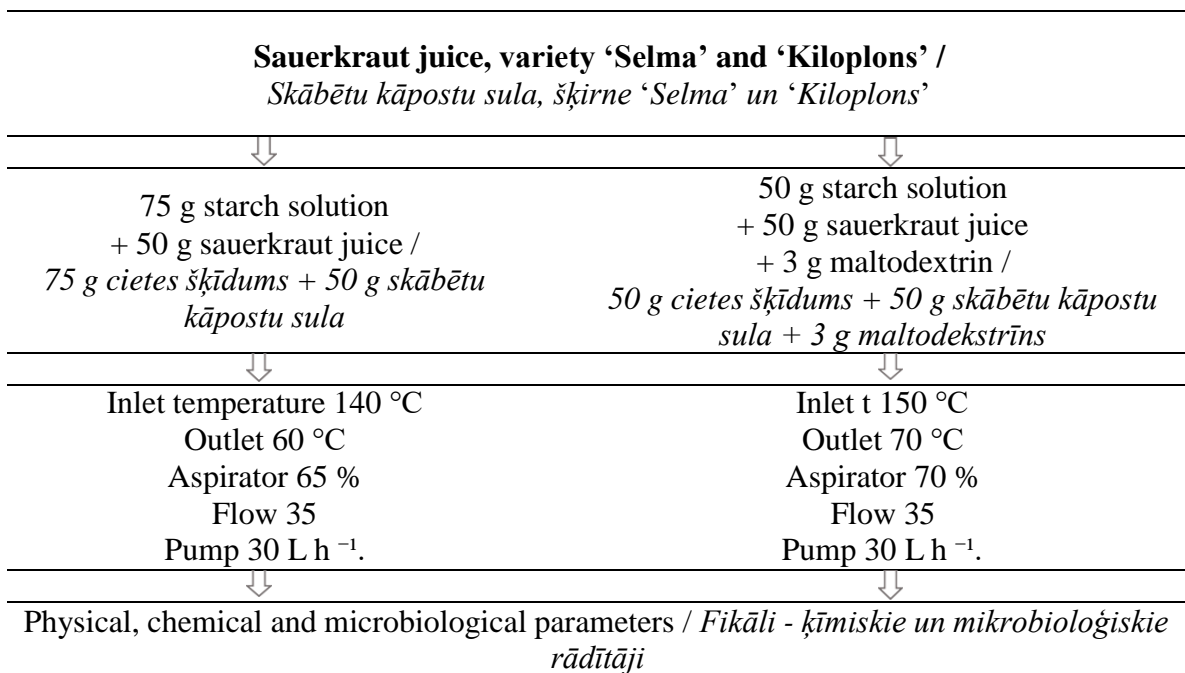 Sauerkraut juice, variety ‘Selma’ and ‘Kiloplons’ /
Skābētu kāpostu sula, šķirne ‘Selma’ un ‘Kiloplons’
75 g starch solution
+ 50 g sauerkraut juice /
75 g cietes šķīdums + 50 g skābētu
kāpostu sula
50 g starch solution
+ 50 g sauerkraut juice
+ 3 g maltodextrin /
50 g cietes šķīdums + 50 g skābētu kāpostu
sula + 3 g maltodekstrīns
Inlet temperature 140 °C
Outlet 60 °C
Aspirator 65 %
Flow 35
Pump 30 L h ⁻¹.
Inlet t 150 °C
Outlet 70 °C
Aspirator 70 %
Flow 35
Pump 30 L h ⁻¹.
Physical, chemical and microbiological parameters / Fikāli - ķīmiskie un mikrobioloģiskie
rādītāji